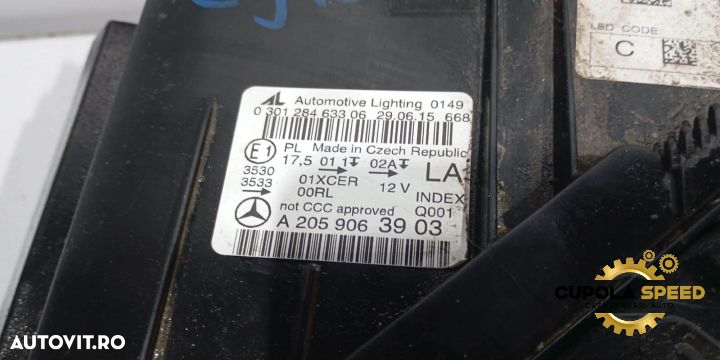 LED CODE
C
AL Automotive Lighting 0149
0 301 284 633 06 29.06.15 668
E1 PL Made in Czech Republic
17,5 01 1 02A
3530
3533 01XCER 12 V LA
00RL INDEX
not CCC approved Q001
A 205 906 3903
CUPOLA SPEED
AUTOVIT.RO